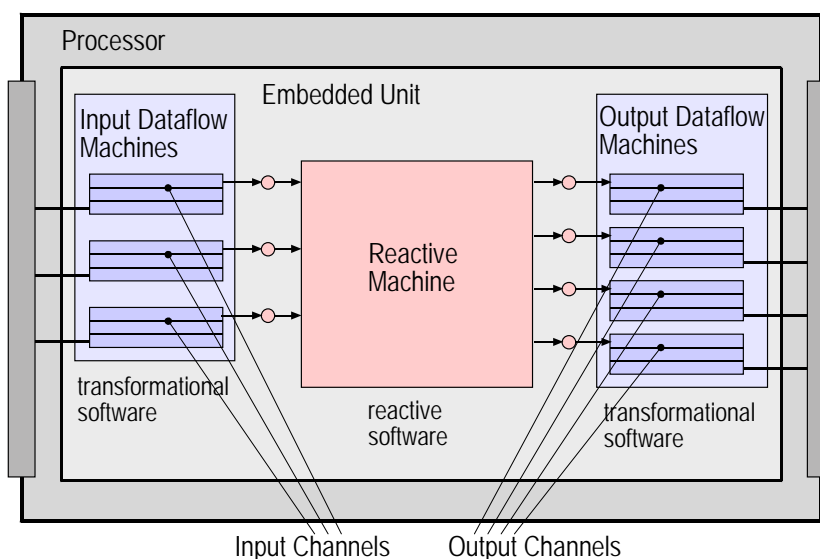 Processor
Embedded Unit
Input Dataflow
Machines
Output Dataflow
Machines
Reactive
Machine
transformational
software
reactive
software
transformational
software
Input Channels
Output Channels